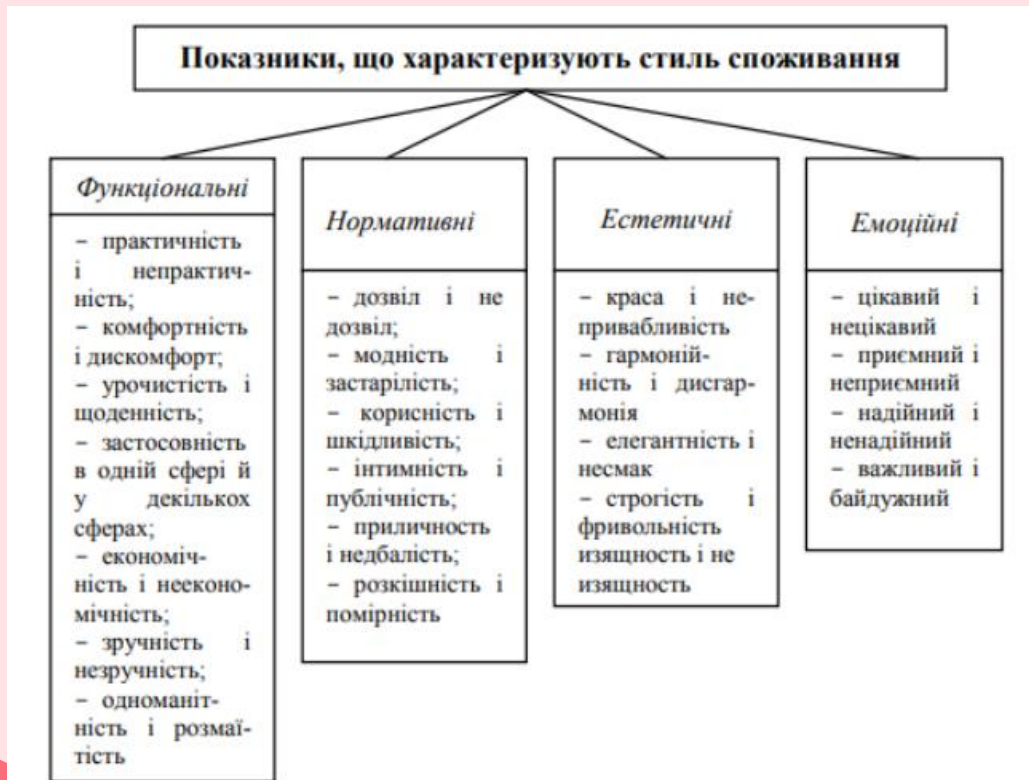 Показники, що характеризують стиль споживання
Функціональні
– практичність
і непрактич-
ність;
– комфортність
і дискомфорт;
– урочистість і
щоденність;
– застосовність
в одній сфері й
у декількох
сферах;
– економіч-
ність і нееконо-
мічність;
– зручність і
незручність;
– одноманіт-
ність і розмаї-
тість
Нормативні
– дозвіл і не
дозвіл;
– модність і
застарілість;
– корисність і
шкідливість;
– інтимність і
публічність;
– приличность
і недбалість;
– розкішність і
помірність
Естетичні
– краса і не-
привабливість
– гармоній-
ність і дисгар-
монія
– елегантність і
несмак
– строгість і
фривольність
изящность і не
изящность
Емоційні
– цікавий і
нецікавий
– приємний і
неприємний
– надійний і
ненадійний
– важливий і
байдужний